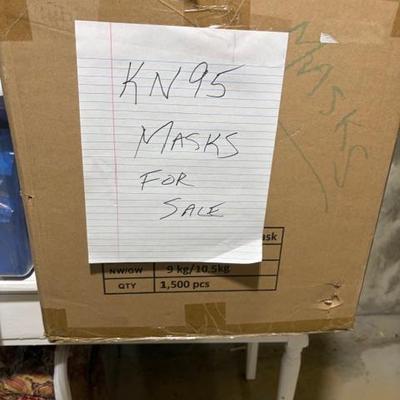 KN95
MASKS
FOR
SALE
MASKS
ask
NW/GW 9 kg/10.5kg
QTY 1,500 pcs